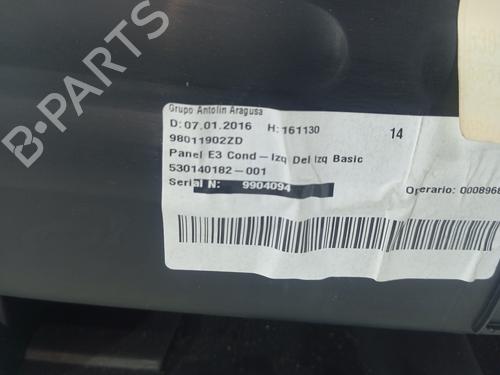 B-PARTS
Grupo Antolin Aragusa
D: 07.01.2016 H: 161130 14
98011902ZD
Panel E3 Cond - Izq Del Izq Basic
530140182-001
Serial N: 9904094 Operario: 0008968